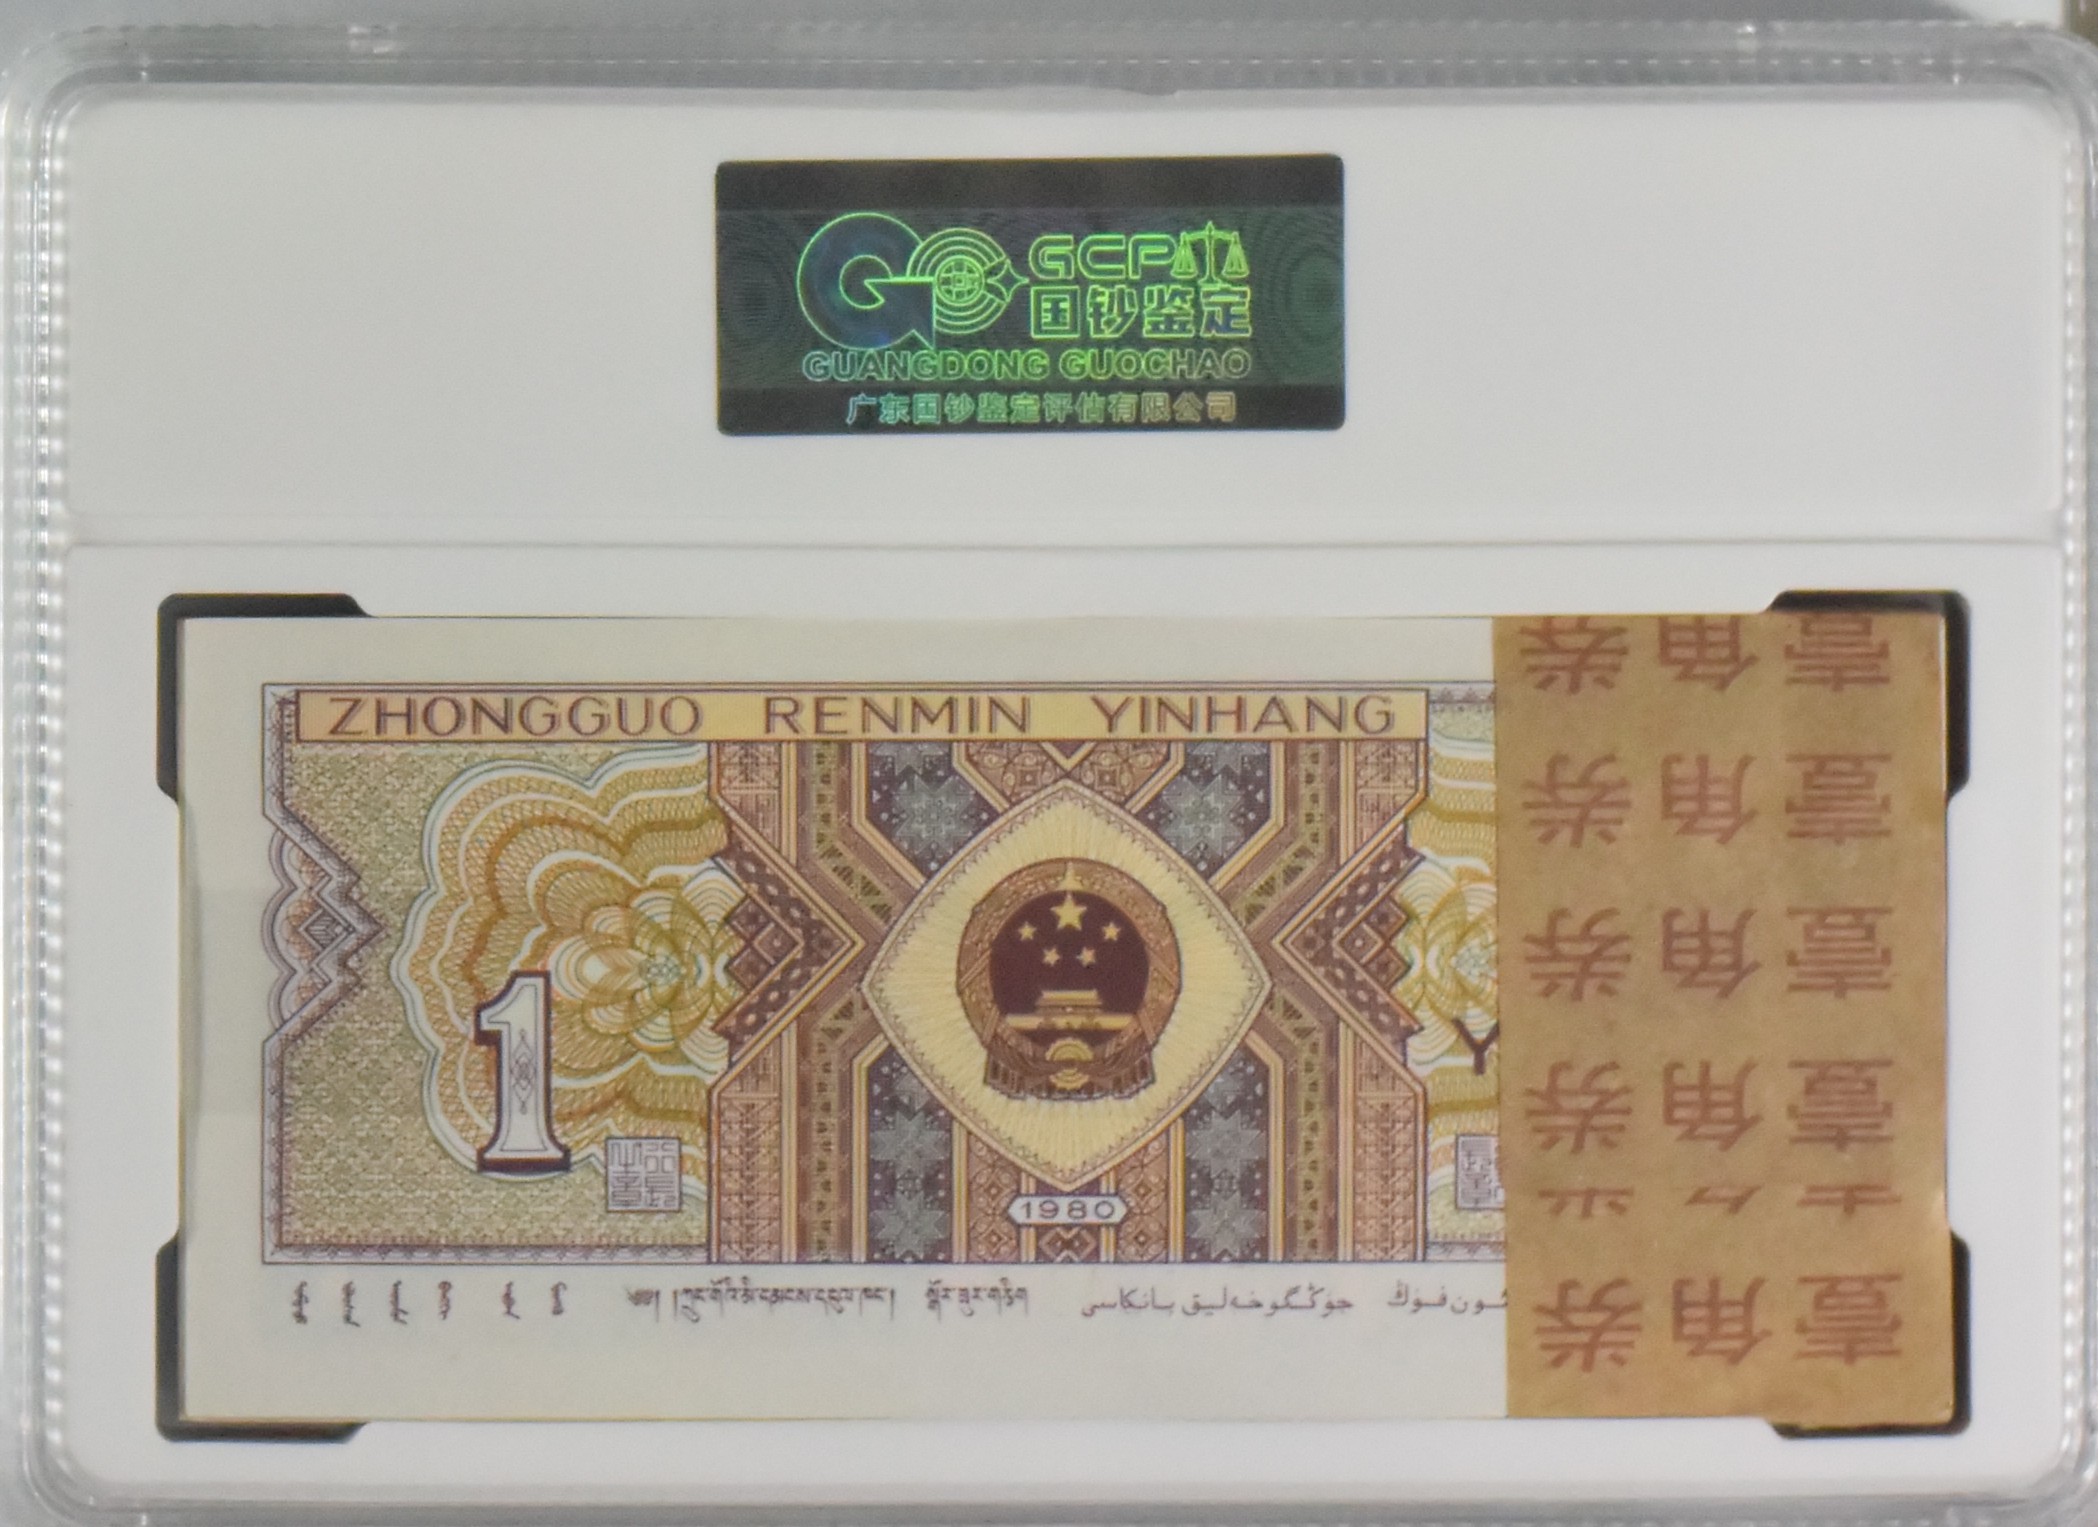 GCP
国钞鉴定
GUANGDONG GUOCHAO
广东国钞鉴定评估有限公司
ZHONGGUO RENMIN YINHANG
1
Y
1980
جۇڭگوخەلىق بانكاسى
壹角券
壹角券
壹角券
壹角券
壹角券